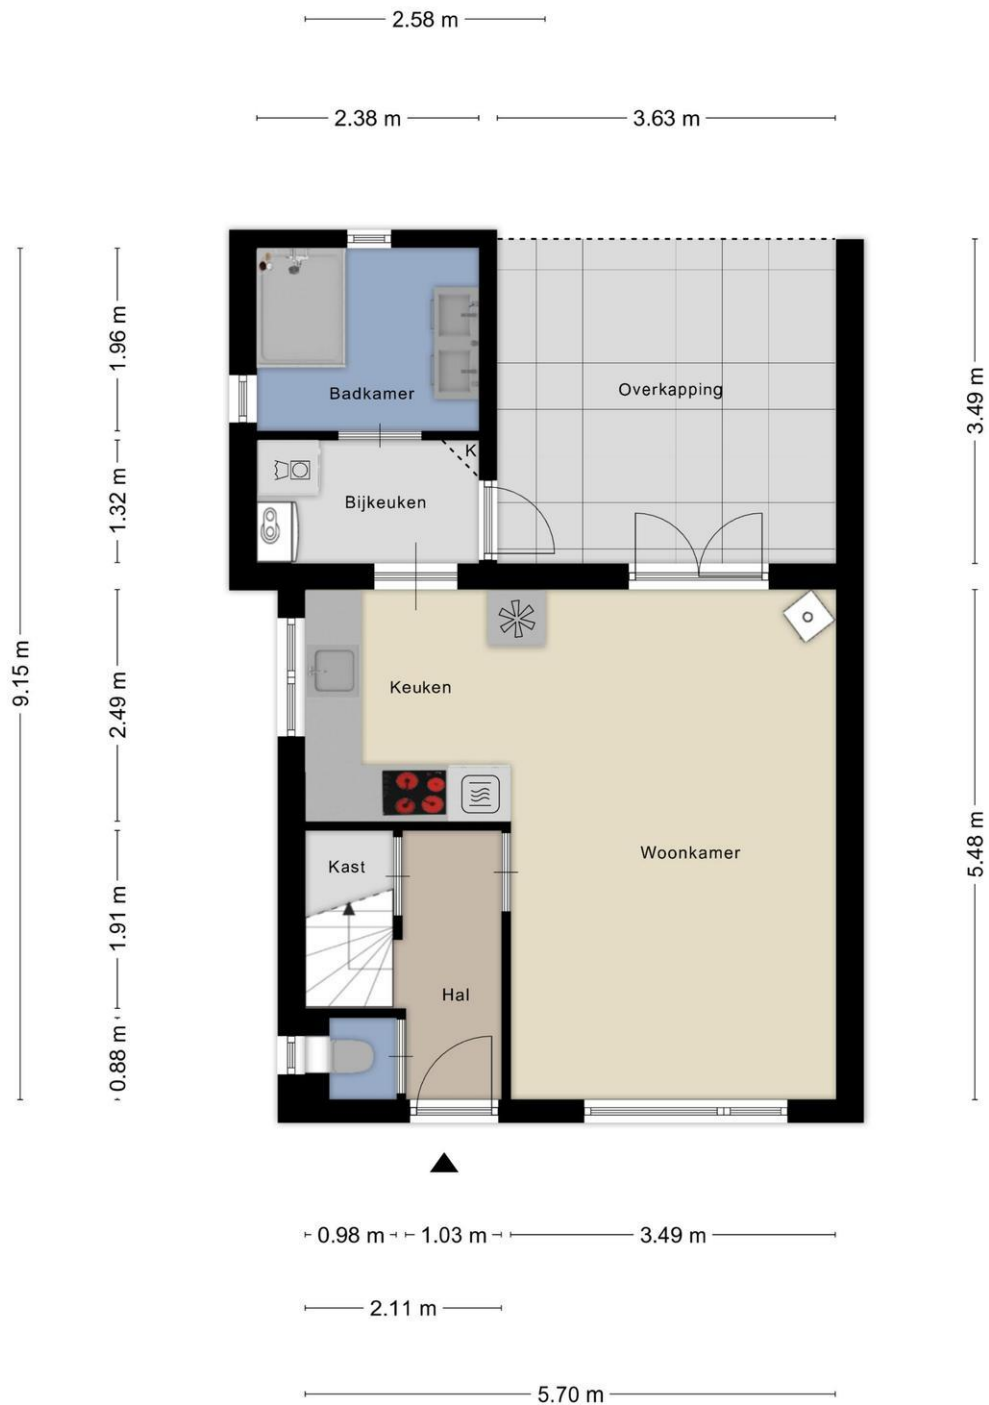 2.58 m
2.38 m
3.63 m
1.96 m
3.49 m
Badkamer
Overkapping
K
1.32 m
Bijkeuken
9.15 m
2.49 m
Keuken
5.48 m
Woonkamer
Kast
1.91 m
Hal
0.88 m
0.98 m
1.03 m
3.49 m
2.11 m
5.70 m